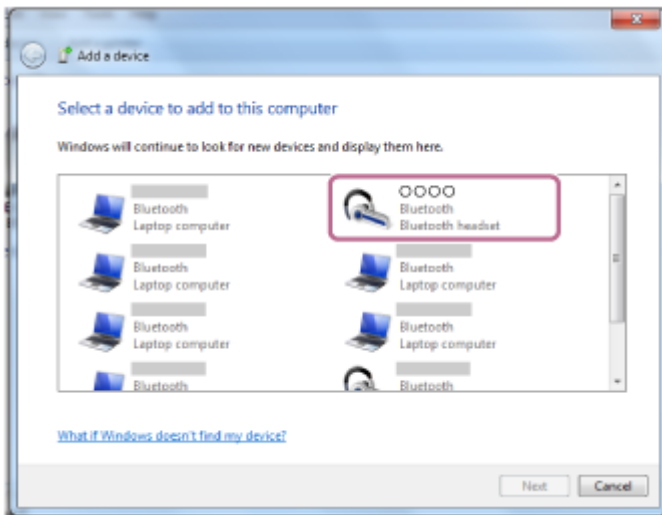 Add a device
Select a device to add to this computer
Windows will continue to look for new devices and display them here.
Bluetooth
Laptop computer
OOOO
Bluetooth
Bluetooth headset
Bluetooth
Laptop computer
Bluetooth
Laptop computer
Bluetooth
Laptop computer
Bluetooth
Laptop computer
Bluetooth
Bluetooth
What if Windows doesn't find my device?
Next
Cancel